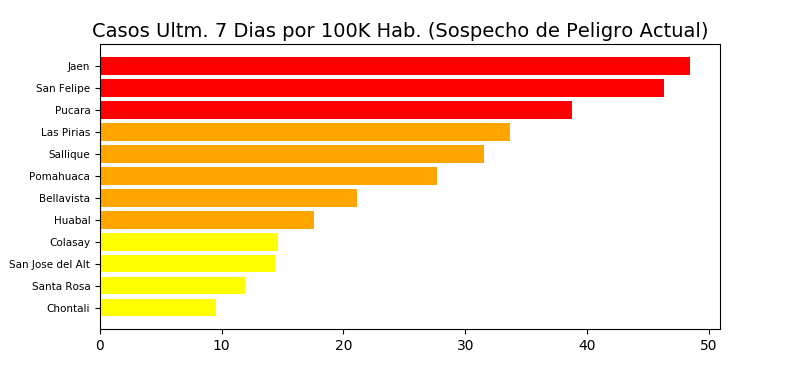 Casos Ultm. 7 Dias por 100K Hab. (Sospecho de Peligro Actual)
Jaen
San Felipe
Pucara
Las Pirias
Sallique
Pomahuaca
Bellavista
Huabal
Colasay
San Jose del Alt
Santa Rosa
Chontali
0 10 20 30 40 50